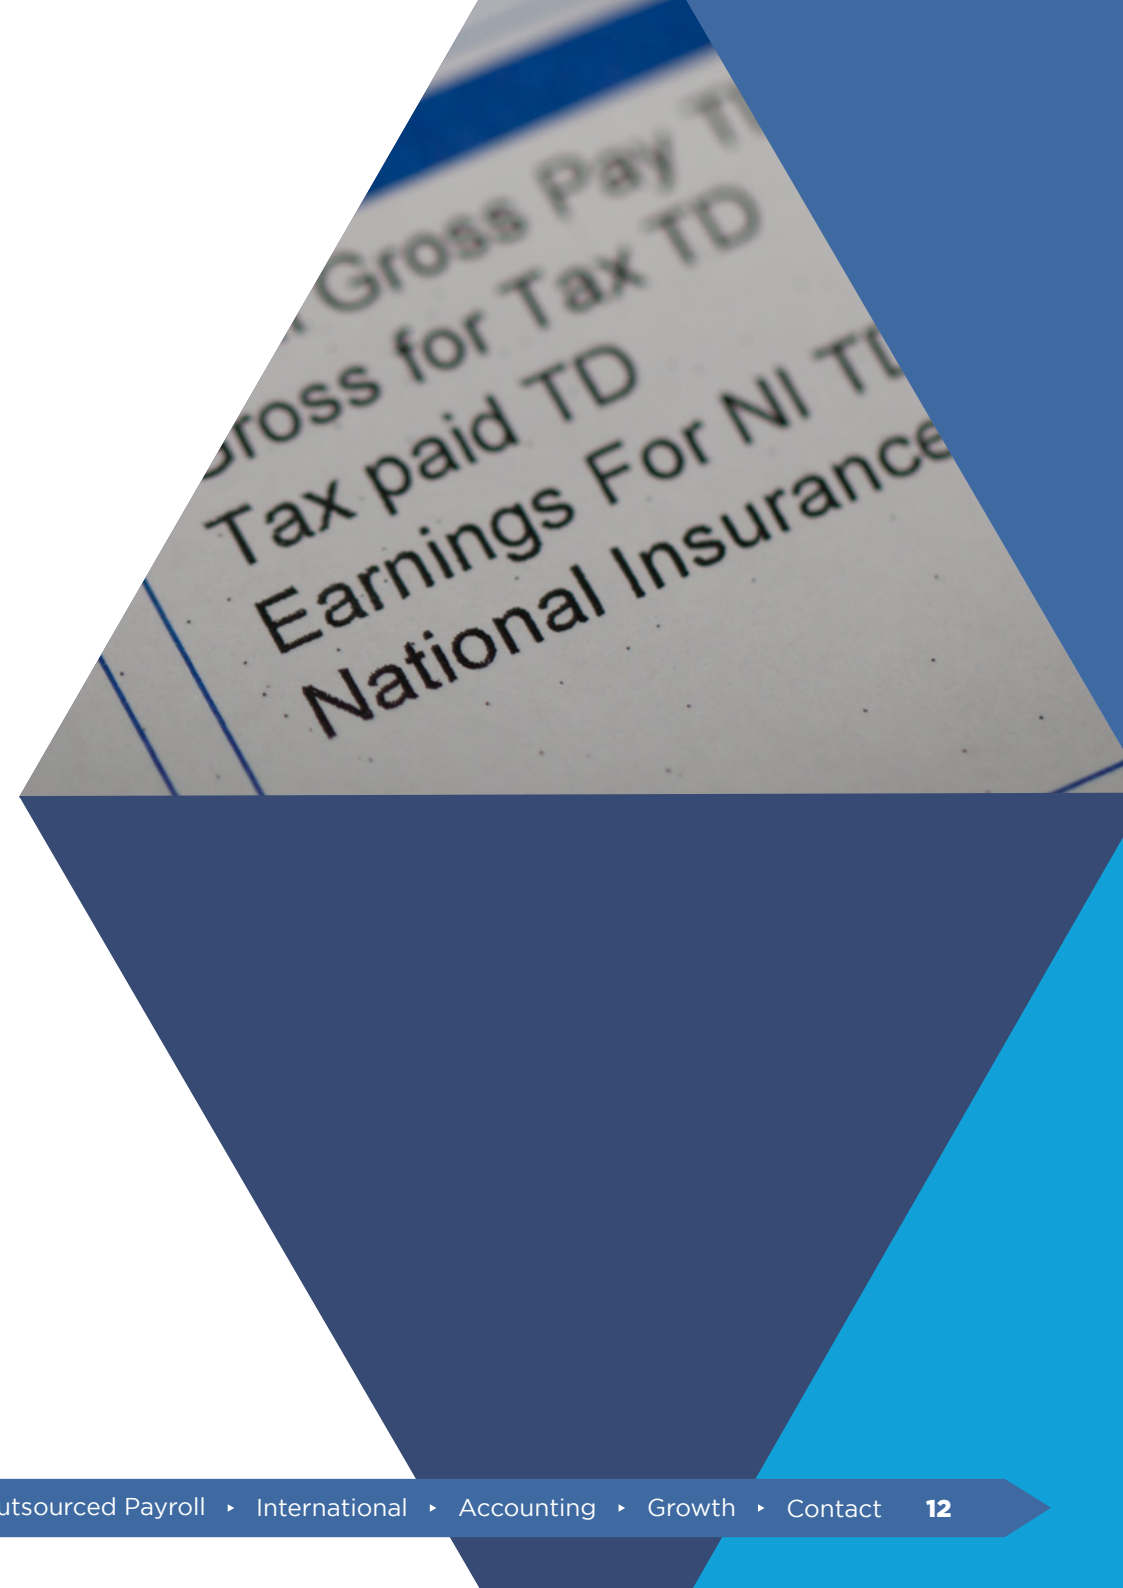 Gross Pay
Gross for Tax TD
Tax paid TD
Earnings For NI TD
National Insurance
utsourced Payroll ‣ International ‣ Accounting ‣ Growth ‣ Contact 12